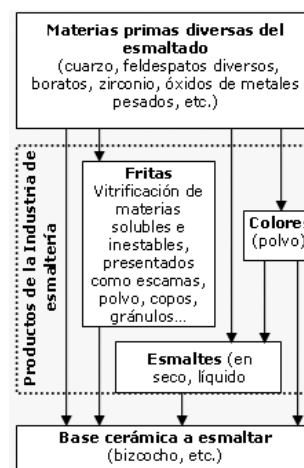 Materias primas diversas del
esmaltado
(cuarzo, feldespatos diversos,
boratos, zirconio, óxidos de metales
pesados, etc.)
Productos de la Industria de
esmaltería
Fritas
Vitrificación de
materias
solubles e
inestables,
presentados
como escamas,
polvo, copos,
gránulos...
Colores
(polvo)
Esmaltes (en
seco, líquido
Base cerámica a esmaltar
(bizcocho, etc.)